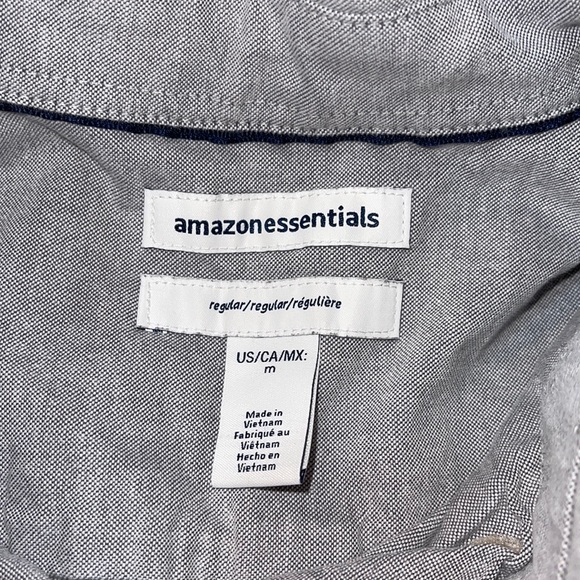 amazonessentials
regular/regular/régulière
US/CA/MX:
m
Made in
Vietnam
Fabriqué au
Viêtnam
Hecho en
Vietnam